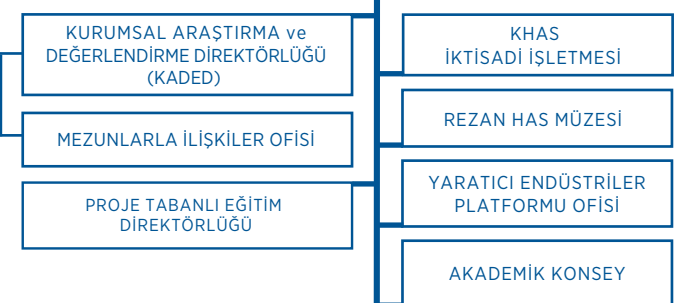 KURUMSAL ARAŞTIRMA ve
DEĞERLENDİRME DİREKTÖRLÜĞÜ
(KADED)
MEZUNLARLA İLİŞKİLER OFİSİ
PROJE TABANLI EĞİTİM
DİREKTÖRLÜĞÜ
KHAS
İKTİSADİ İŞLETMESİ
REZAN HAS MÜZESİ
YARATICI ENDÜSTRİLER
PLATFORMU OFİSİ
AKADEMİK KONSEY